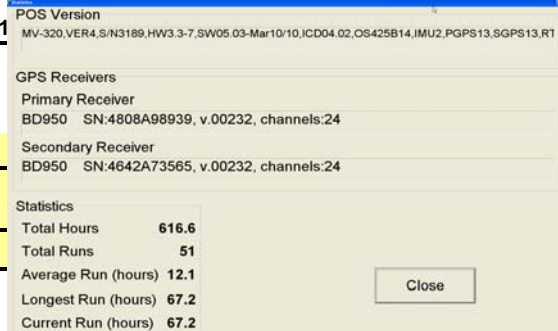 Statistics
POS Version
1
MV-320,VER4,S/N3189,HW3.3-7,SW05.03-Mar10/10,ICD04.02,OS425B14,IMU2,PGPS13,SGPS13,RT
GPS Receivers
Primary Receiver
BD950 SN:4808A98939, v.00232, channels:24
Secondary Receiver
BD950 SN:4642A73565, v.00232, channels:24
Statistics
Total Hours 616.6
Total Runs 51
Average Run (hours) 12.1
Longest Run (hours) 67.2
Current Run (hours) 67.2
Close